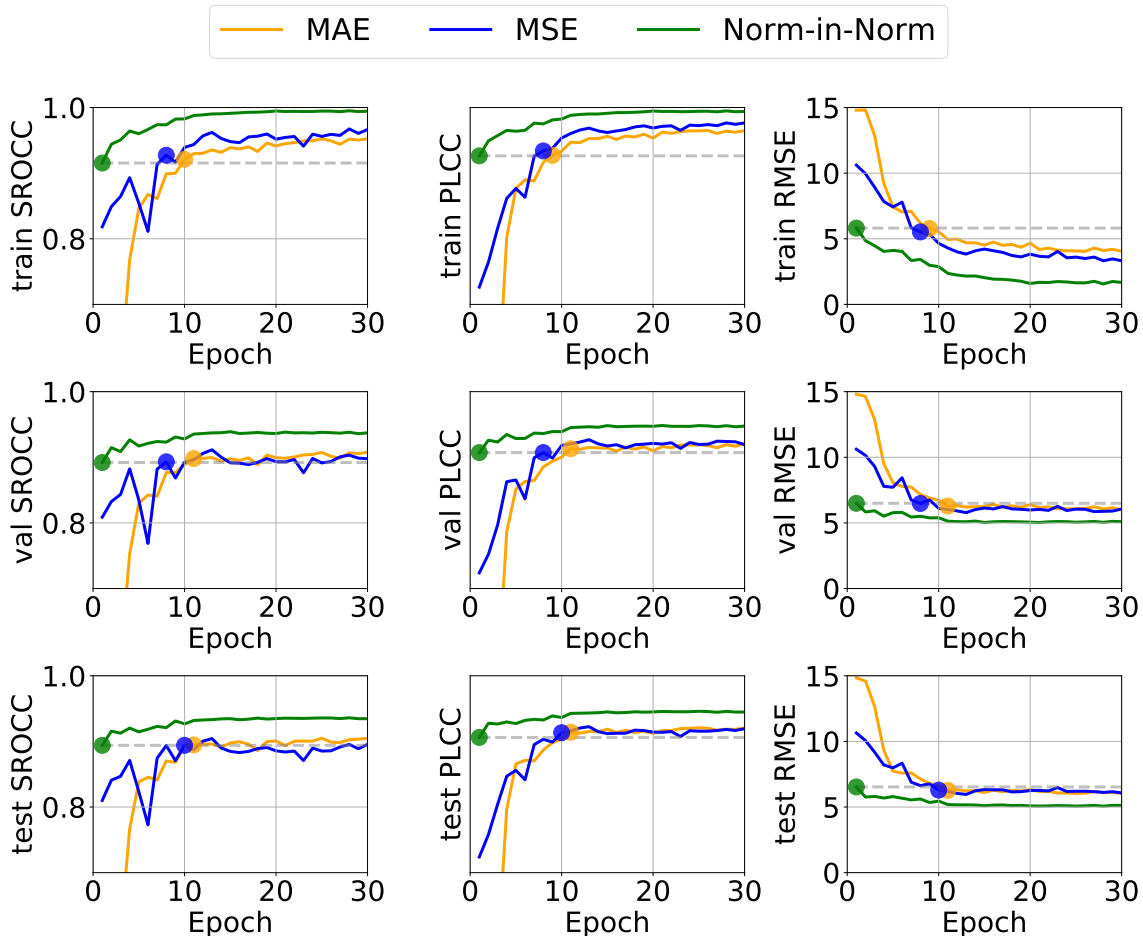 MAE MSE Norm-in-Norm
train SROCC
1.0
0.8
0 10 20 30
Epoch
train PLCC
0 10 20 30
Epoch
train RMSE
15
10
5
0
0 10 20 30
Epoch
val SROCC
1.0
0.8
0 10 20 30
Epoch
val PLCC
0 10 20 30
Epoch
val RMSE
15
10
5
0
0 10 20 30
Epoch
test SROCC
1.0
0.8
0 10 20 30
Epoch
test PLCC
0 10 20 30
Epoch
test RMSE
15
10
5
0
0 10 20 30
Epoch